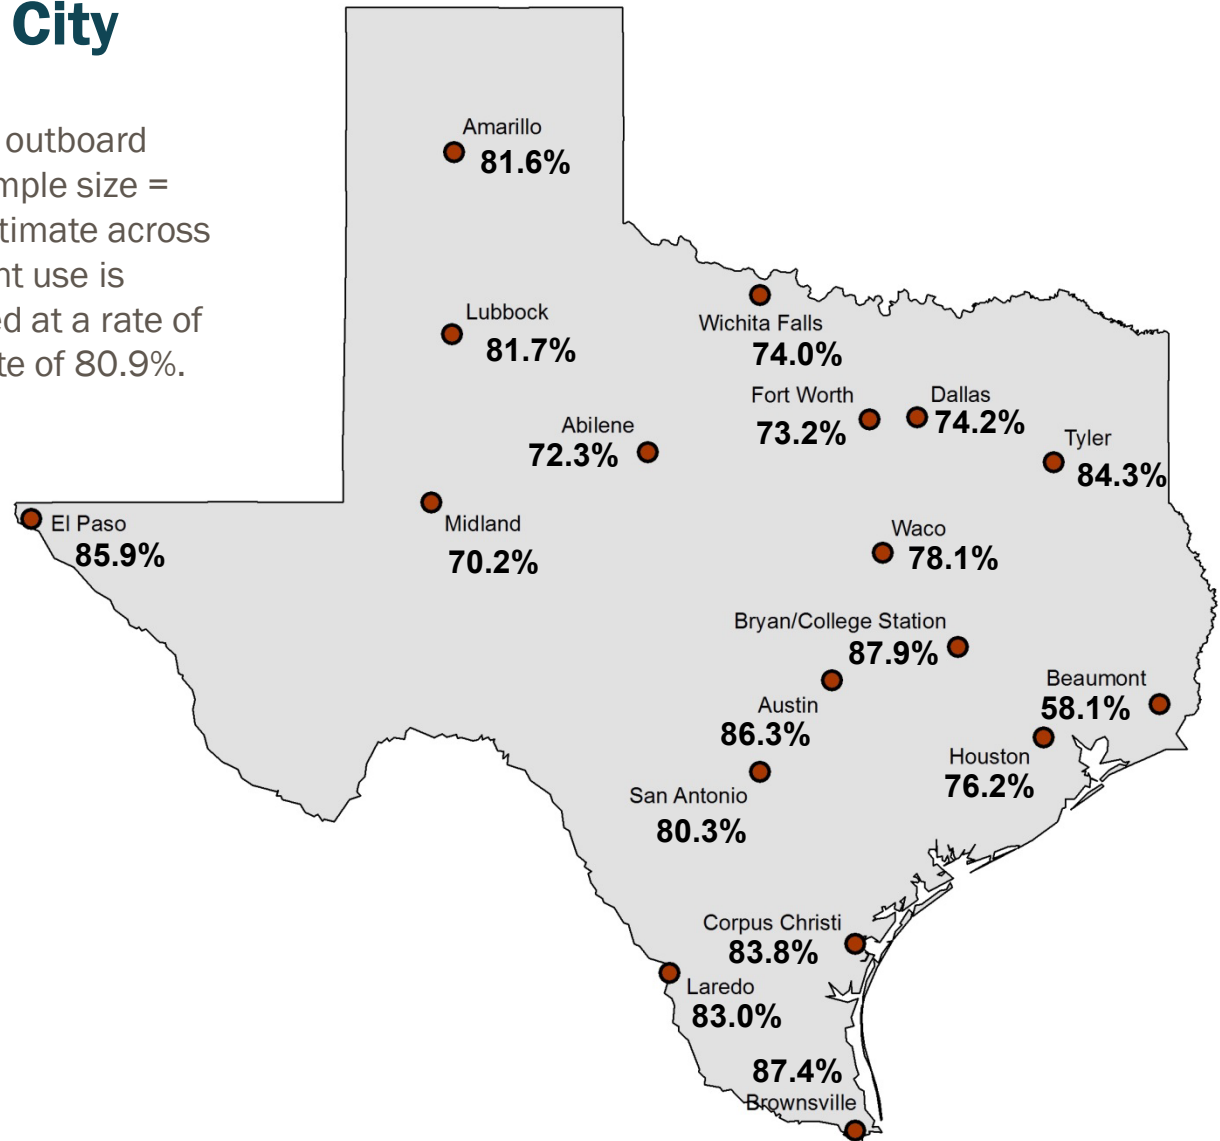 City
outboard
mple size =
timate across
nt use is
ed at a rate of
te of 80.9%.
Amarillo
81.6%
Lubbock
81.7%
Wichita Falls
74.0%
Fort Worth
73.2%
Dallas
74.2%
Abilene
72.3%
Tyler
84.3%
El Paso
85.9%
Midland
70.2%
Waco
78.1%
Bryan/College Station
87.9%
Beaumont
58.1%
Austin
86.3%
Houston
76.2%
San Antonio
80.3%
Corpus Christi
83.8%
Laredo
83.0%
87.4%
Brownsville